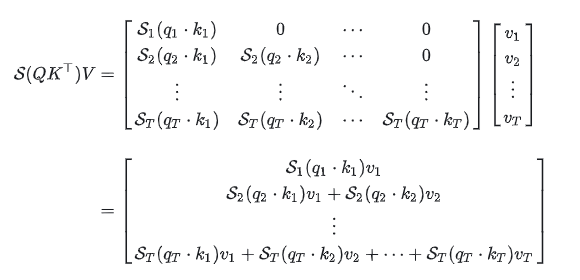 𝒮(QK⊤)V = [ 𝒮₁(q₁ · k₁) 0 ⋯ 0 ] [ v₁ ]
𝒮₂(q₂ · k₁) 𝒮₂(q₂ · k₂) ⋯ 0 v₂
⋮ ⋮ ⋱ ⋮ ⋮
𝒮_T(q_T · k₁) 𝒮_T(q_T · k₂) ⋯ 𝒮_T(q_T · k_T) v_T
= [ 𝒮₁(q₁ · k₁)v₁ ]
𝒮₂(q₂ · k₁)v₁ + 𝒮₂(q₂ · k₂)v₂
⋮
𝒮_T(q_T · k₁)v₁ + 𝒮_T(q_T · k₂)v₂ + ⋯ + 𝒮_T(q_T · k_T)v_T